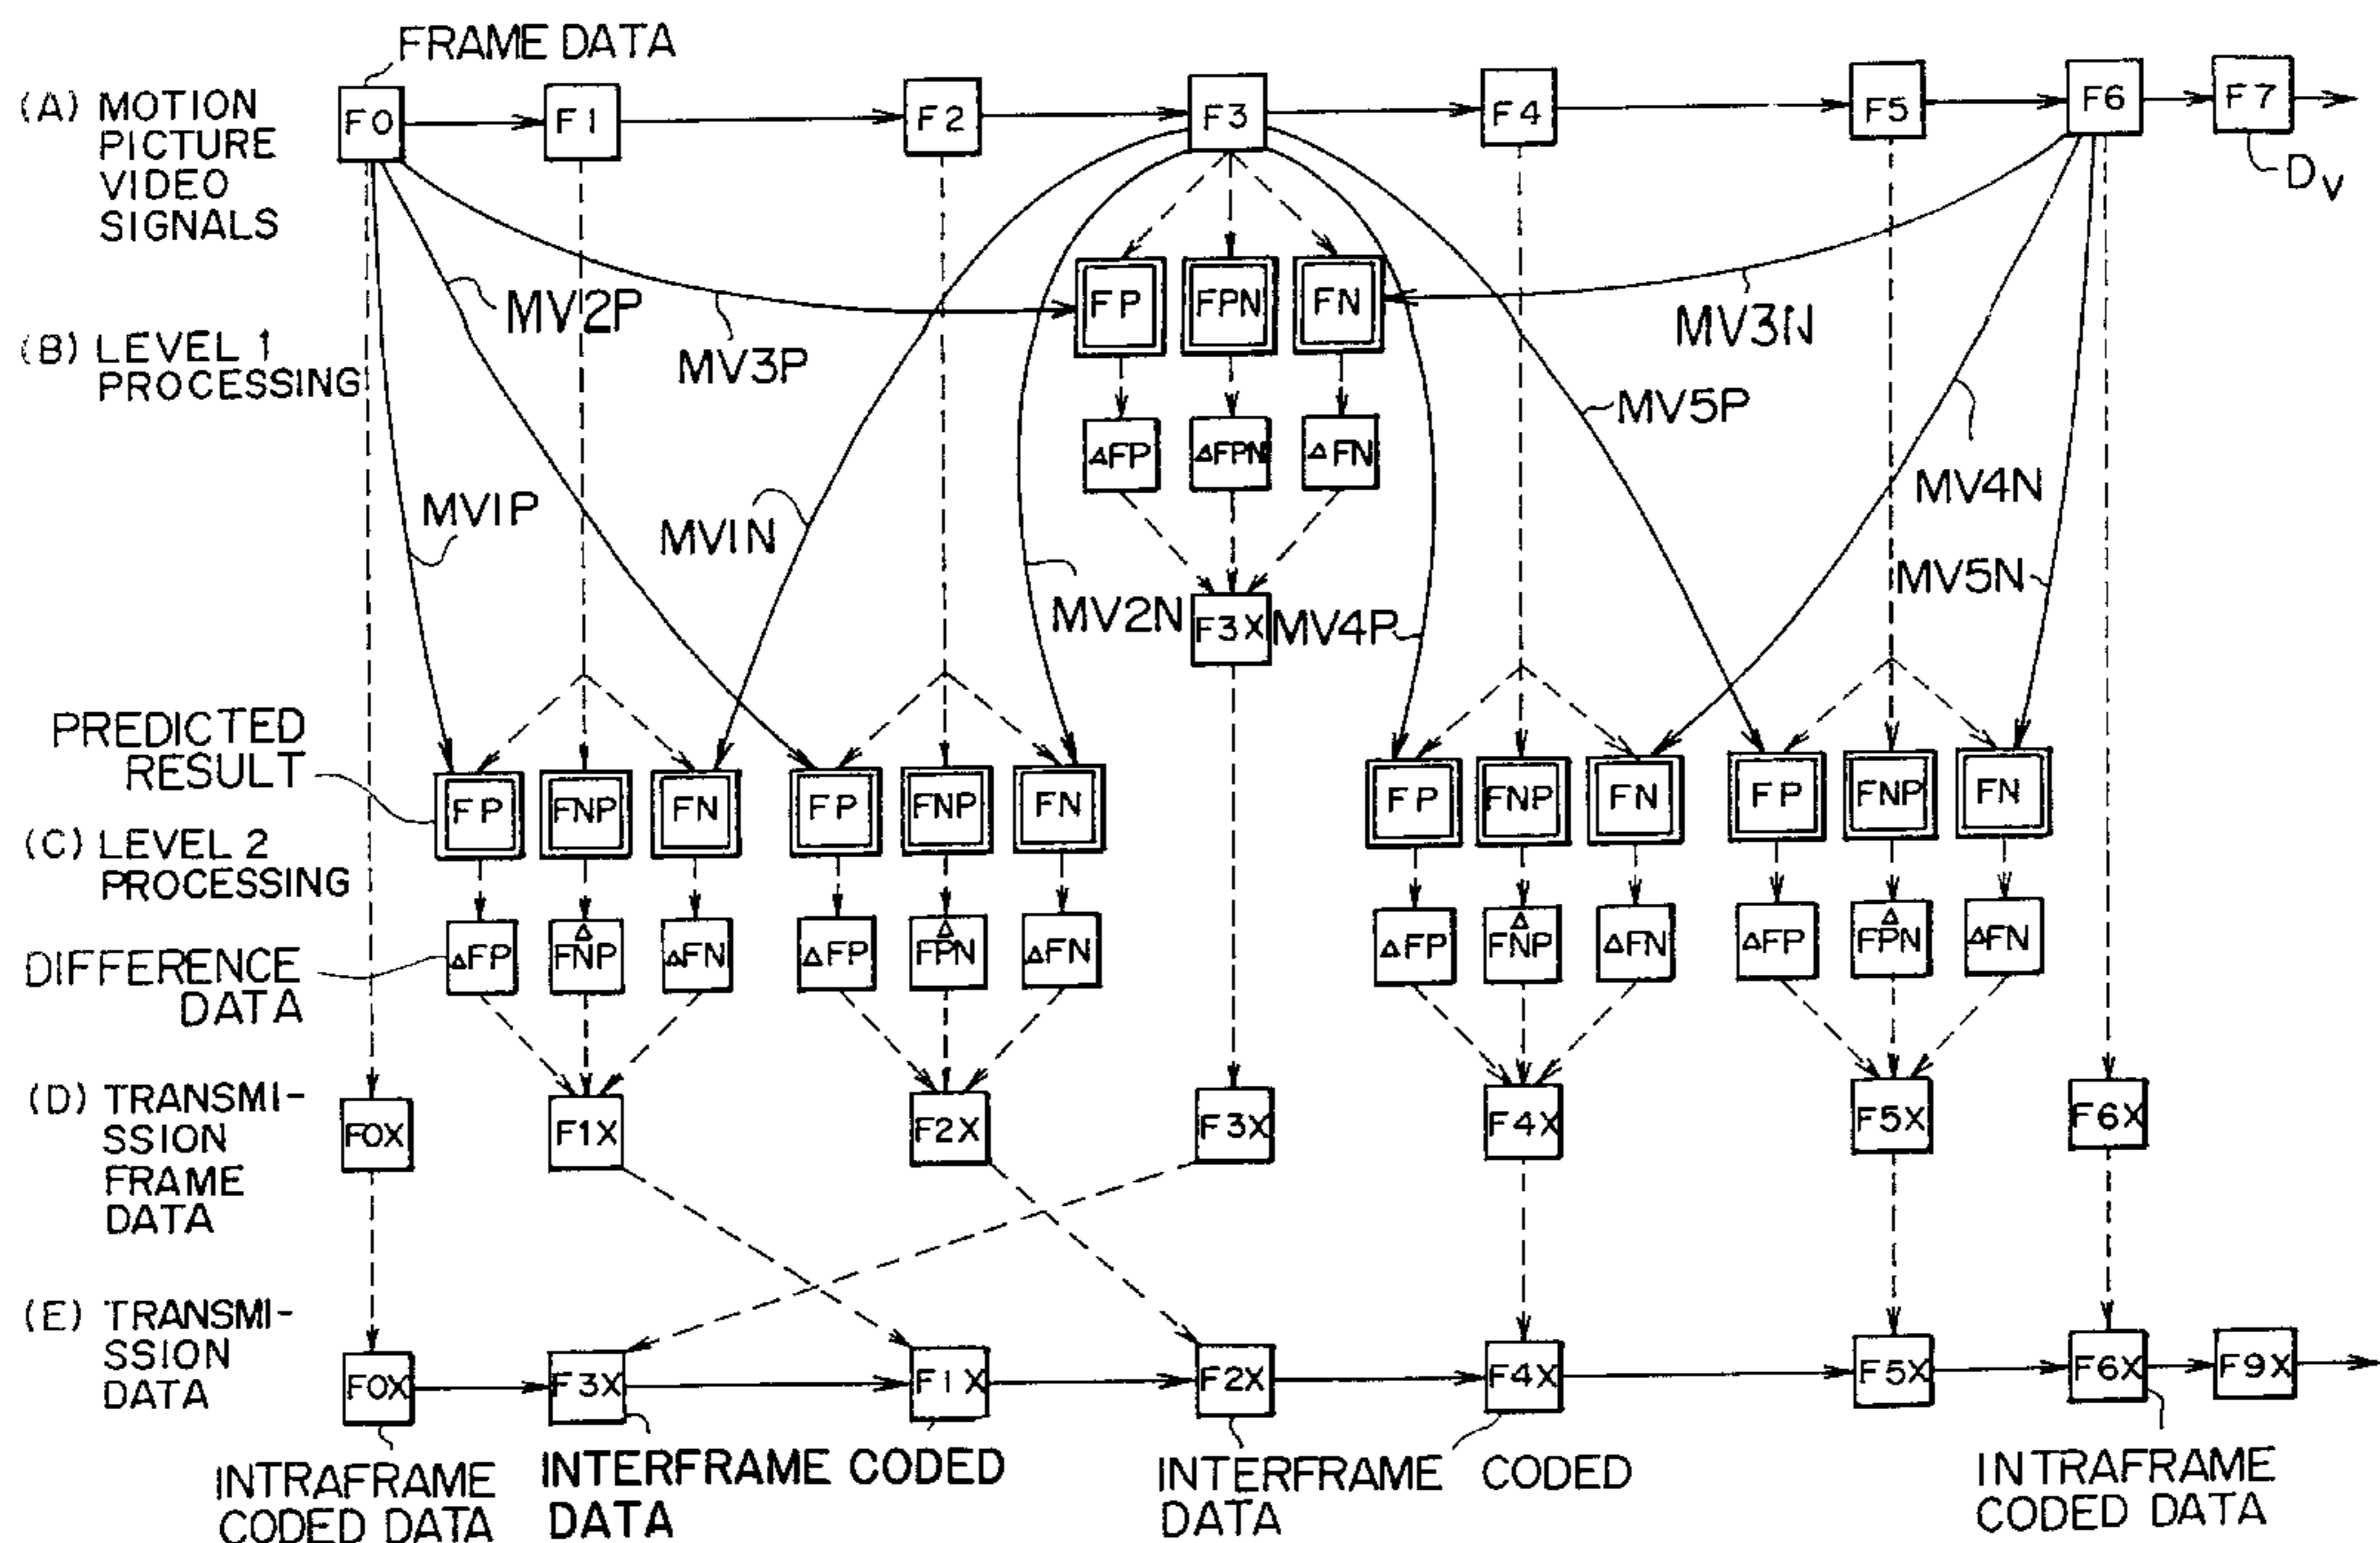 FRAME DATA
(A) MOTION
PICTURE
VIDEO
SIGNALS
F0 F1 F2 F3 F4 F5 F6 F7
DV
FP FPN FN
MV2P
MV3P
MV3N
(B) LEVEL 1
PROCESSING
MV5P
ΔFP ΔFPN ΔFN
MV1P
MV1N
MV4N
MV5N
MV2N
F3X
MV4P
PREDICTED
RESULT
FP FNP FN FP FNP FN FP FNP FN FP FNP FN
(C) LEVEL 2
PROCESSING
DIFFERENCE
DATA
ΔFP ΔFNP ΔFN ΔFP ΔFPN ΔFN ΔFP ΔFNP ΔFN ΔFP ΔFPN ΔFN
(D) TRANSMI-
SSION
FRAME
DATA
F0X F1X F2X F3X F4X F5X F6X
(E) TRANSMI-
SSION
DATA
F0X F3X F1X F2X F4X F5X F6X F9X
INTRAFRAME
CODED DATA
INTERFRAME CODED
DATA
INTERFRAME CODED
DATA
INTRAFRAME
CODED DATA